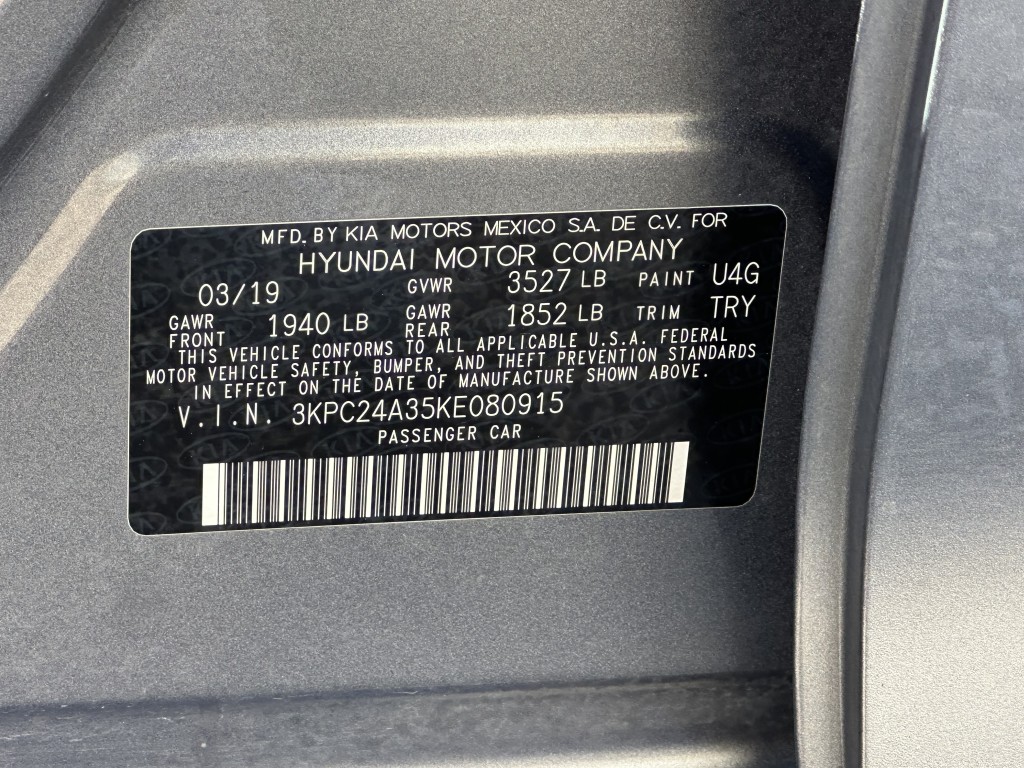 MFD. BY KIA MOTORS MEXICO S.A. DE C.V. FOR
HYUNDAI MOTOR COMPANY
03/19 GVWR 3527 LB PAINT U4G
GAWR FRONT 1940 LB GAWR REAR 1852 LB TRIM TRY
THIS VEHICLE CONFORMS TO ALL APPLICABLE U.S.A. FEDERAL
MOTOR VEHICLE SAFETY, BUMPER, AND THEFT PREVENTION STANDARDS
IN EFFECT ON THE DATE OF MANUFACTURE SHOWN ABOVE.
V.I.N. 3KPC24A35KE080915
PASSENGER CAR